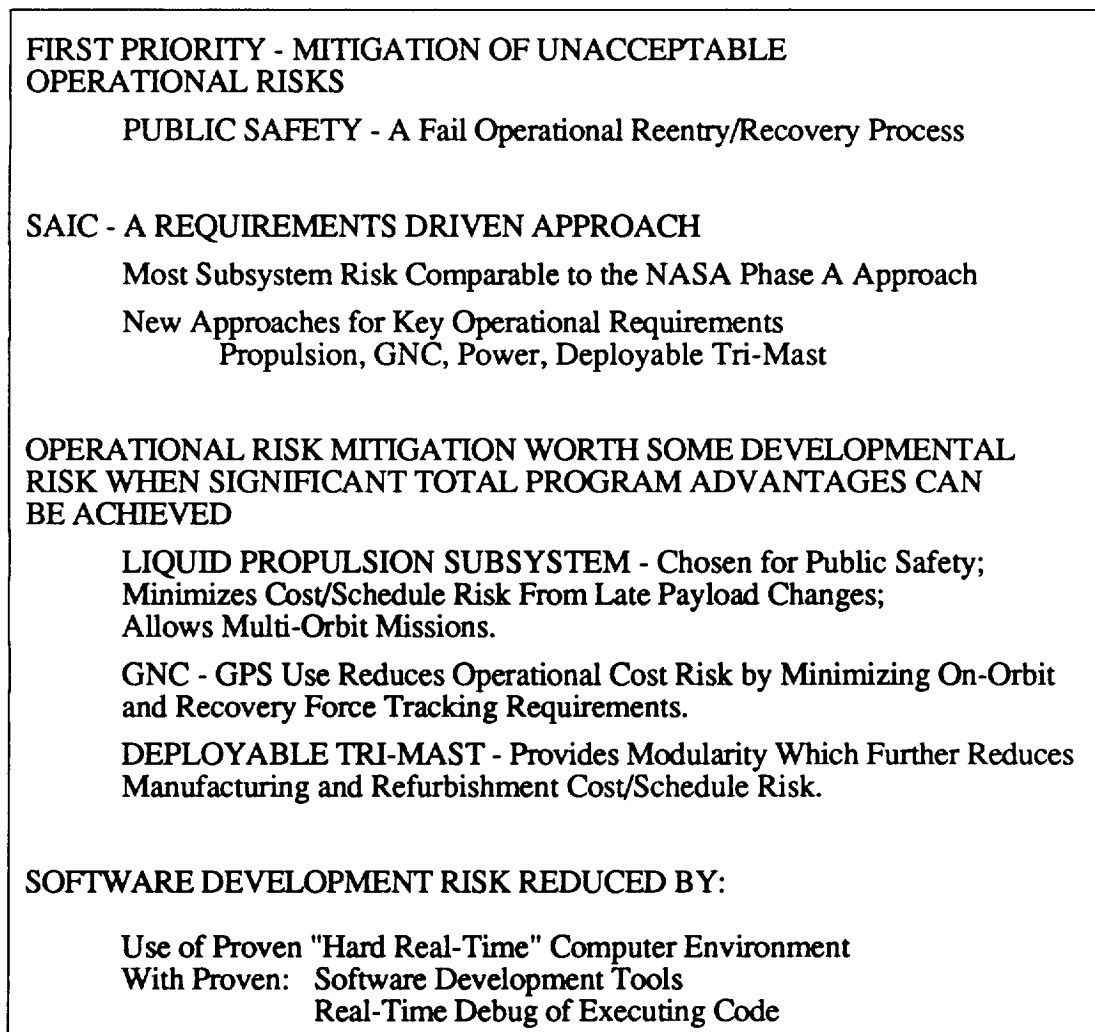 FIRST PRIORITY - MITIGATION OF UNACCEPTABLE
OPERATIONAL RISKS
PUBLIC SAFETY - A Fail Operational Reentry/Recovery Process
SAIC - A REQUIREMENTS DRIVEN APPROACH
Most Subsystem Risk Comparable to the NASA Phase A Approach
New Approaches for Key Operational Requirements
Propulsion, GNC, Power, Deployable Tri-Mast
OPERATIONAL RISK MITIGATION WORTH SOME DEVELOPMENTAL
RISK WHEN SIGNIFICANT TOTAL PROGRAM ADVANTAGES CAN
BE ACHIEVED
LIQUID PROPULSION SUBSYSTEM - Chosen for Public Safety;
Minimizes Cost/Schedule Risk From Late Payload Changes;
Allows Multi-Orbit Missions.
GNC - GPS Use Reduces Operational Cost Risk by Minimizing On-Orbit
and Recovery Force Tracking Requirements.
DEPLOYABLE TRI-MAST - Provides Modularity Which Further Reduces
Manufacturing and Refurbishment Cost/Schedule Risk.
SOFTWARE DEVELOPMENT RISK REDUCED BY:
Use of Proven "Hard Real-Time" Computer Environment
With Proven: Software Development Tools
Real-Time Debug of Executing Code